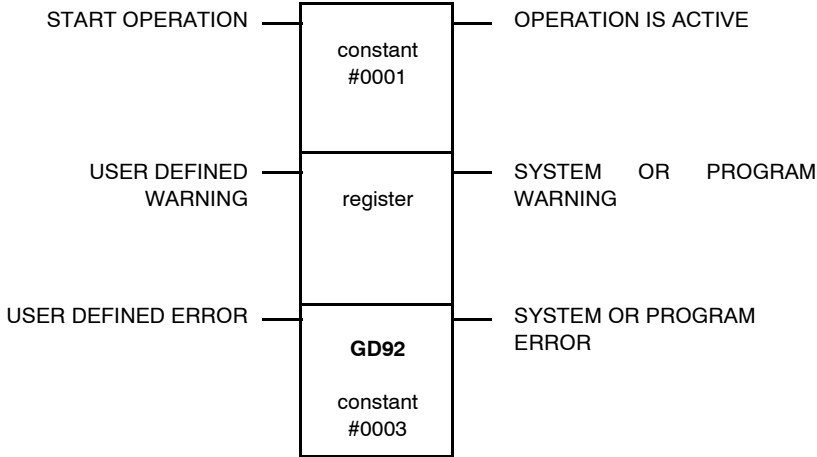 START OPERATION
constant
#0001
OPERATION IS ACTIVE
USER DEFINED
WARNING
register
SYSTEM OR PROGRAM
WARNING
USER DEFINED ERROR
GD92
constant
#0003
SYSTEM OR PROGRAM
ERROR